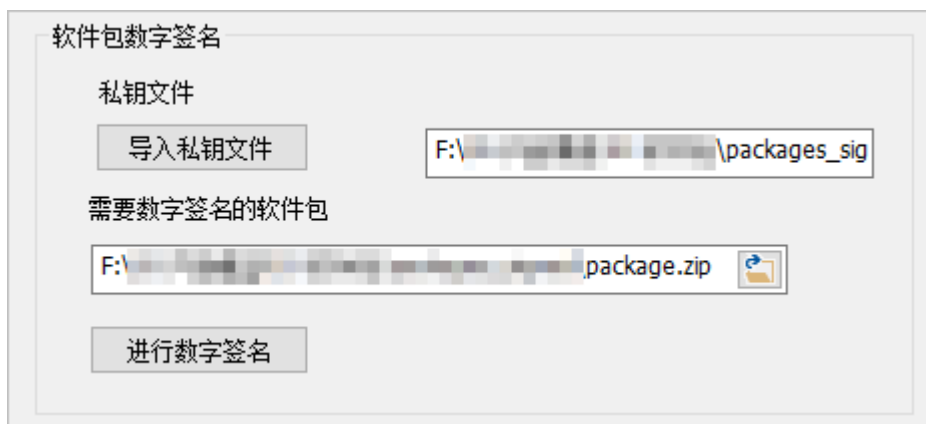 软件包数字签名
私钥文件
导入私钥文件 F:\ \packages_sig
需要数字签名的软件包
F:\ package.zip
进行数字签名